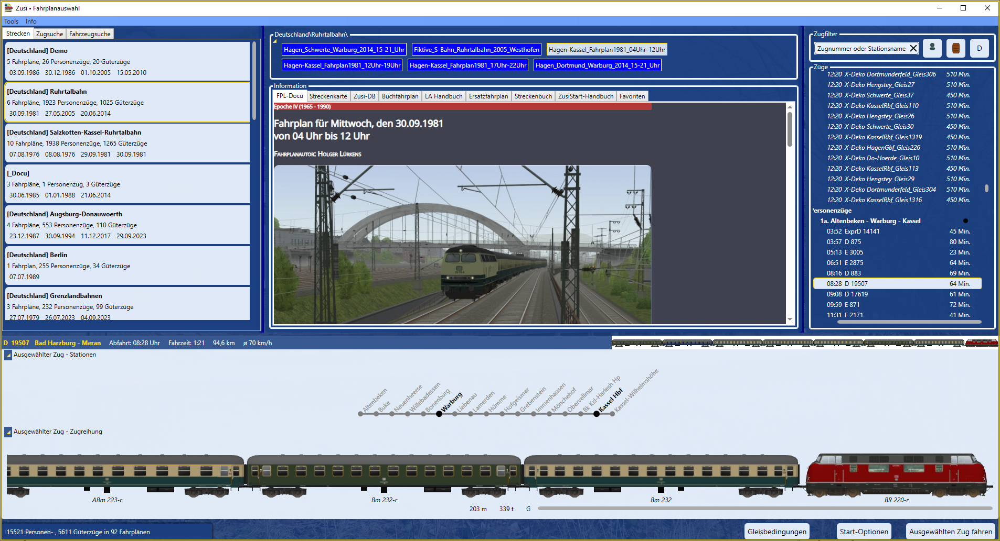 Zusi • Fahrplanauswahl
Tools Info
Strecken Zugsuche Fahrzeugsuche
[Deutschland] Demo
5 Fahrpläne, 26 Personenzüge, 20 Güterzüge
03.09.1986 30.12.1986 01.10.2005 15.05.2010
[Deutschland] Ruhrtalbahn
6 Fahrpläne, 1923 Personenzüge, 1025 Güterzüge
30.09.1981 27.05.2005 20.06.2014
[Deutschland] Salzkotten-Kassel-Ruhrtalbahn
10 Fahrpläne, 1938 Personenzüge, 1265 Güterzüge
07.08.1976 08.08.1976 29.09.1981 30.09.1981
[_Docu]
3 Fahrpläne, 1 Personenzug, 3 Güterzüge
30.06.1985 01.01.1988 21.06.2014
[Deutschland] Augsburg-Donauwoerth
4 Fahrpläne, 553 Personenzüge, 110 Güterzüge
23.12.1987 30.09.1994 11.12.2017 29.09.2023
[Deutschland] Berlin
1 Fahrplan, 255 Personenzüge, 34 Güterzüge
07.07.1989
[Deutschland] Grenzlandbahnen
3 Fahrpläne, 232 Personenzüge, 99 Güterzüge
27.07.1979 26.07.2023 04.09.2023
Deutschland\Ruhrtalbahn\
Hagen_Schwerte_Warburg_2014_15-21_Uhr Fiktive_S-Bahn_Ruhrtalbahn_2005_Westhofen Hagen-Kassel_Fahrplan1981_04Uhr-12Uhr
Hagen-Kassel_Fahrplan1981_12Uhr-19Uhr Hagen-Kassel_Fahrplan1981_17Uhr-22Uhr Hagen_Dortmund_Warburg_2014_15-21_Uhr
Information
FPL-Docu Streckenkarte Zusi-DB Buchfahrplan LA Handbuch Ersatzfahrplan Streckenbuch ZusiStart-Handbuch Favoriten
Epoche IV (1965 - 1990)
Fahrplan für Mittwoch, den 30.09.1981
von 04 Uhr bis 12 Uhr
Fahrplanautor: Holger Lürkens
Zugfilter
Zugnummer oder Stationsname D
Züge
12:20 X-Deko Dortmunderfeld_Gleis306 510 Min.
12:20 X-Deko Hengstey_Gleis27 510 Min.
12:20 X-Deko Schwerte_Gleis37 450 Min.
12:20 X-Deko KasselRbf_Gleis110 510 Min.
12:20 X-Deko Hengstey_Gleis26 510 Min.
12:20 X-Deko Schwerte_Gleis30 450 Min.
12:20 X-Deko KasselRbf_Gleis1319 450 Min.
12:20 X-Deko HagenGbf_Gleis226 510 Min.
12:20 X-Deko Do-Hoerde_Gleis10 510 Min.
12:20 X-Deko KasselRbf_Gleis113 510 Min.
12:20 X-Deko Hengstey_Gleis29 510 Min.
12:20 X-Deko Dortmunderfeld_Gleis304 510 Min.
12:20 X-Deko KasselRbf_Gleis1316 450 Min.
Personenzüge
1a. Altenbeken - Warburg - Kassel
03:52 ExprD 14141 45 Min.
03:57 D 875 80 Min.
05:13 E 3005 23 Min.
06:51 E 2875 64 Min.
08:16 D 883 69 Min.
08:28 D 19507 64 Min.
09:08 D 17619 61 Min.
09:59 E 871 72 Min.
11:31 E 2171 41 Min.
D 19507 Bad Harzburg - Meran Abfahrt: 08:28 Uhr Fahrzeit: 1:21 94,6 km ø 70 km/h
Ausgewählter Zug - Stationen
Altenbeken
Buke
Neuenheerse
Willebadessen
Bonenburg
Warburg
Liebenau
Lamerden
Hümme
Hofgeismar
Grebenstein
Immenhausen
Mönchehof
Obervellmar
Bk Ksl-Harlesh Hp
Kassel Hbf
Kassel-Wilhelmshöhe
Ausgewählter Zug - Zugreihung
ABm 223-r Bm 232-r Bm 232 BR 220-r
203 m 339 t G
15521 Personen- , 5611 Güterzüge in 92 Fahrplänen
Gleisbedingungen Start-Optionen Ausgewählten Zug fahren